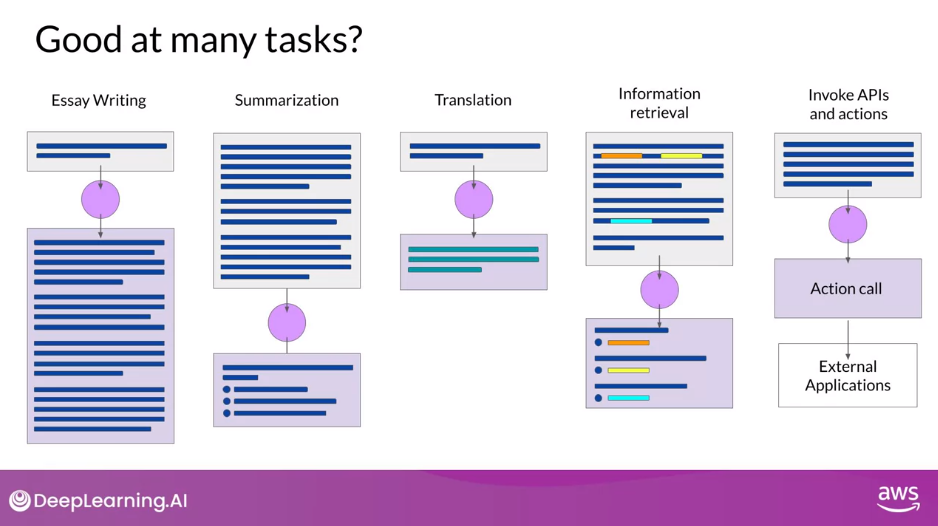 Good at many tasks?
Essay Writing
Summarization
Translation
Information
retrieval
Invoke APIs
and actions
Action call
External
Applications
DeepLearning.AI
aws